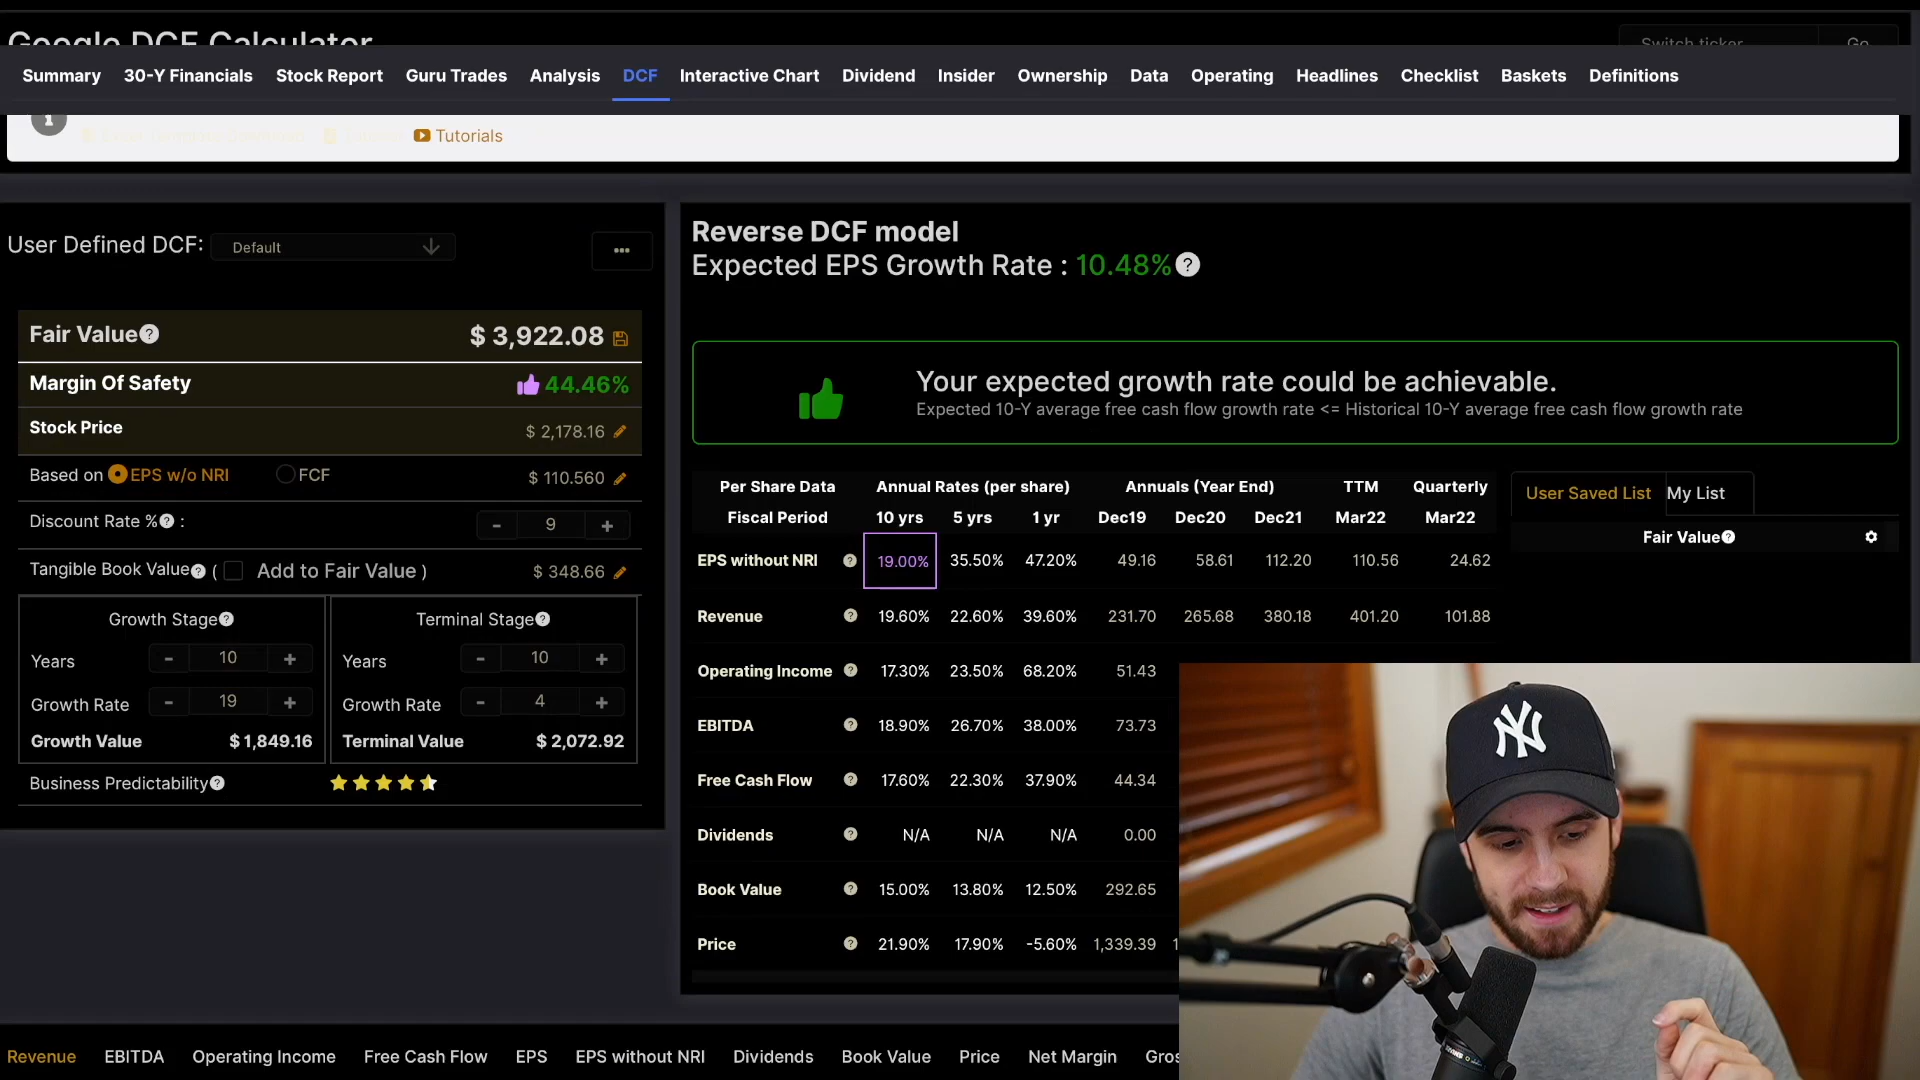 Google DCF Calculator
Switch ticker Go
Summary 30-Y Financials Stock Report Guru Trades Analysis DCF Interactive Chart Dividend Insider Ownership Data Operating Headlines Checklist Baskets Definitions
Tutorials
User Defined DCF: Default
Fair Value $ 3,922.08
Margin Of Safety 44.46%
Stock Price $ 2,178.16
Based on EPS w/o NRI FCF $ 110.560
Discount Rate % : - 9 +
Tangible Book Value ( Add to Fair Value ) $ 348.66
Growth Stage
Years - 10 +
Growth Rate - 19 +
Growth Value $ 1,849.16
Terminal Stage
Years - 10 +
Growth Rate - 4 +
Terminal Value $ 2,072.92
Business Predictability
Reverse DCF model
Expected EPS Growth Rate : 10.48%
Your expected growth rate could be achievable.
Expected 10-Y average free cash flow growth rate <= Historical 10-Y average free cash flow growth rate
Per Share Data Annual Rates (per share) Annuals (Year End) TTM Quarterly
Fiscal Period 10 yrs 5 yrs 1 yr Dec19 Dec20 Dec21 Mar22 Mar22
EPS without NRI 19.00% 35.50% 47.20% 49.16 58.61 112.20 110.56 24.62
Revenue 19.60% 22.60% 39.60% 231.70 265.68 380.18 401.20 101.88
Operating Income 17.30% 23.50% 68.20% 51.43
EBITDA 18.90% 26.70% 38.00% 73.73
Free Cash Flow 17.60% 22.30% 37.90% 44.34
Dividends N/A N/A N/A 0.00
Book Value 15.00% 13.80% 12.50% 292.65
Price 21.90% 17.90% -5.60% 1,339.39 1
User Saved List My List
Fair Value
NY
Revenue EBITDA Operating Income Free Cash Flow EPS EPS without NRI Dividends Book Value Price Net Margin Gros